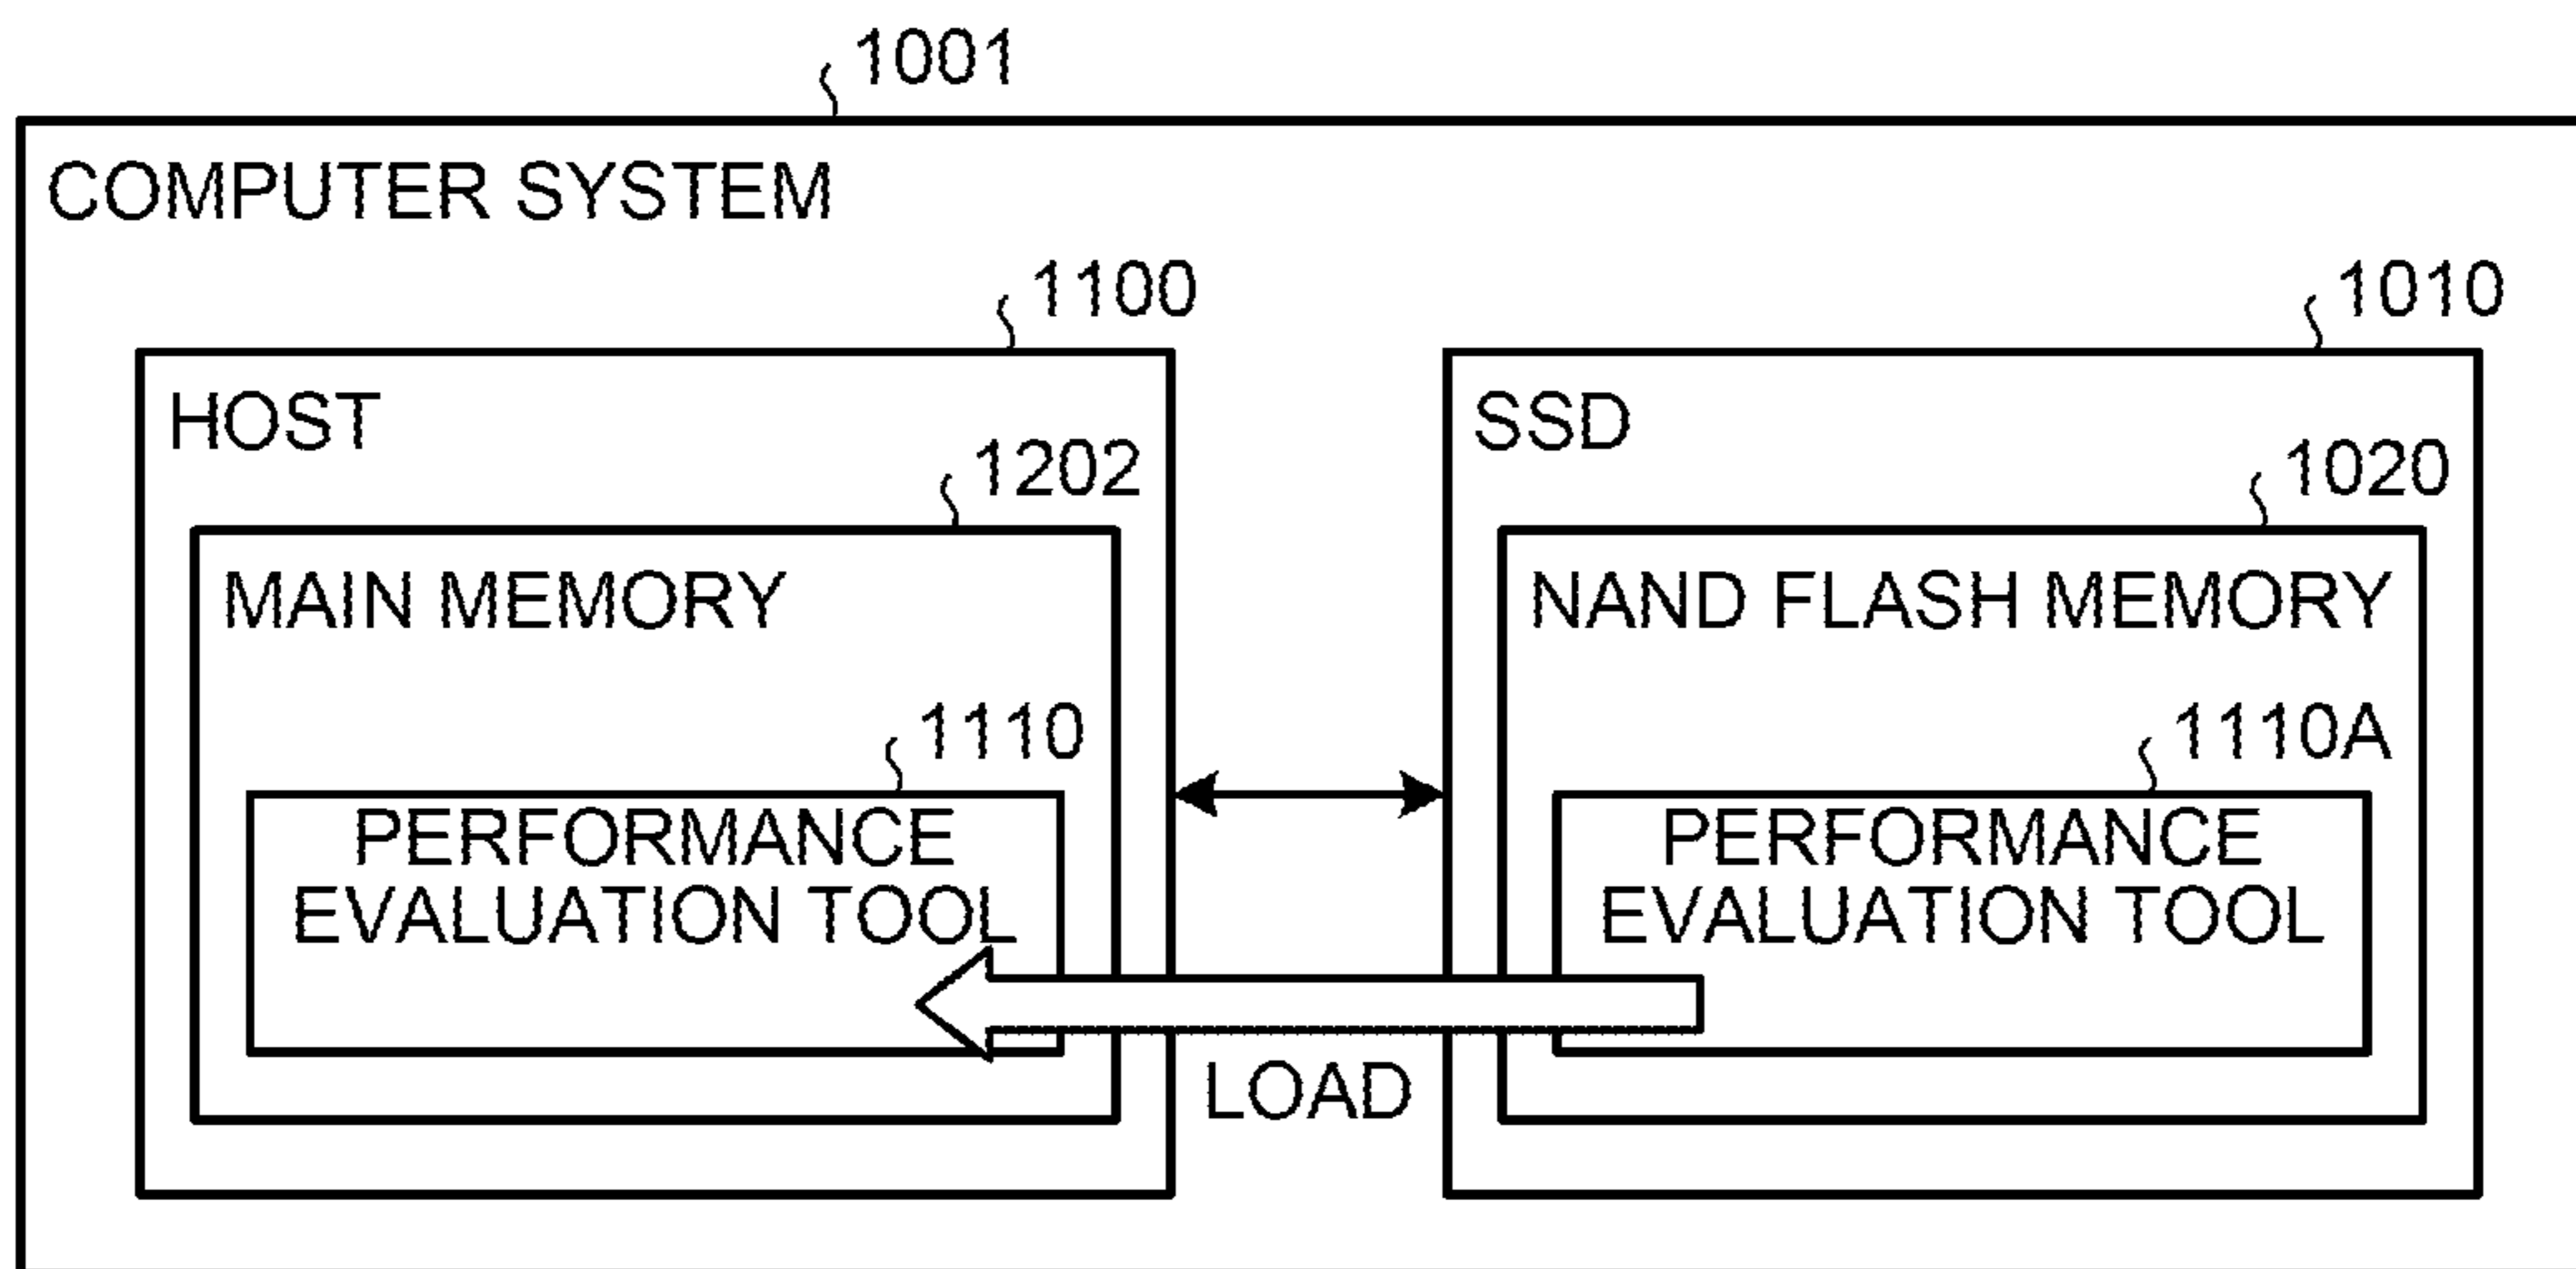 1001
COMPUTER SYSTEM
1100
1010
HOST
SSD
1202
1020
MAIN MEMORY
NAND FLASH MEMORY
1110
1110A
PERFORMANCE
EVALUATION TOOL
PERFORMANCE
EVALUATION TOOL
LOAD